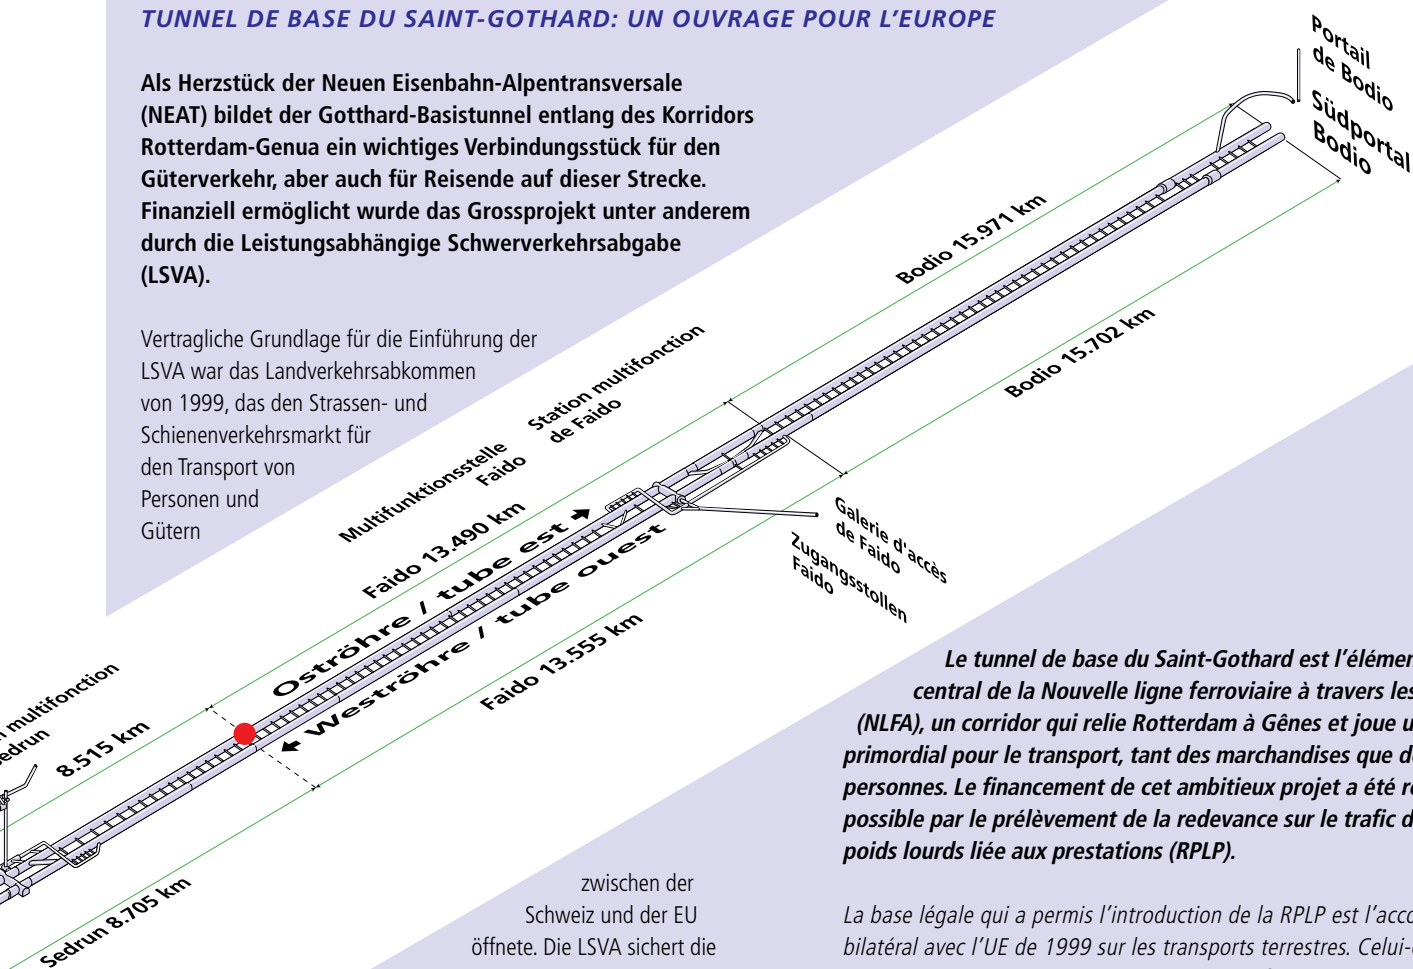 TUNNEL DE BASE DU SAINT-GOTHARD: UN OUVRAGE POUR L'EUROPE
Als Herzstück der Neuen Eisenbahn-Alpentransversale
(NEAT) bildet der Gotthard-Basistunnel entlang des Korridors
Rotterdam-Genua ein wichtiges Verbindungsstück für den
Güterverkehr, aber auch für Reisende auf dieser Strecke.
Finanziell ermöglicht wurde das Grossprojekt unter anderem
durch die Leistungsabhängige Schwerverkehrsabgabe
(LSVA).
Vertragliche Grundlage für die Einführung der
LSVA war das Landverkehrsabkommen
von 1999, das den Strassen- und
Schienenverkehrsmarkt für
den Transport von
Personen und
Gütern
zwischen der
Schweiz und der EU
öffnete. Die LSVA sichert die
Portail
de Bodio
Südportal
Bodio
Bodio 15.971 km
Bodio 15.702 km
Station multifonction
de Faido
Multifunktionsstelle
Faido
Faido 13.490 km
Oströhre / tube est
Weströhre / tube ouest
Faido 13.555 km
Galerie d'accès
de Faido
Zugangsstollen
Faido
multifonction
Sedrun
8.515 km
Sedrun 8.705 km
Le tunnel de base du Saint-Gothard est l'élémen
central de la Nouvelle ligne ferroviaire à travers les
(NLFA), un corridor qui relie Rotterdam à Gênes et joue u
primordial pour le transport, tant des marchandises que d
personnes. Le financement de cet ambitieux projet a été r
possible par le prélèvement de la redevance sur le trafic d
poids lourds liée aux prestations (RPLP).
La base légale qui a permis l'introduction de la RPLP est l'acco
bilatéral avec l'UE de 1999 sur les transports terrestres. Celui-